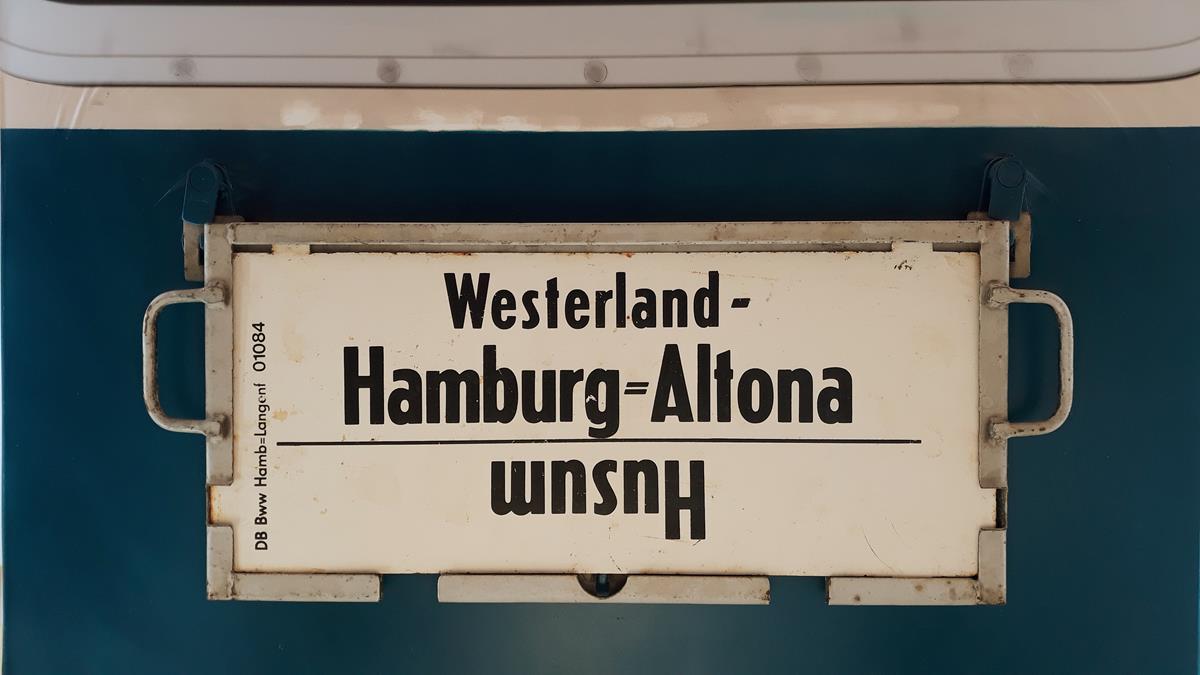 Westerland-
Hamburg=Altona
Husum
DB Bww Hamb=Langenf 01084